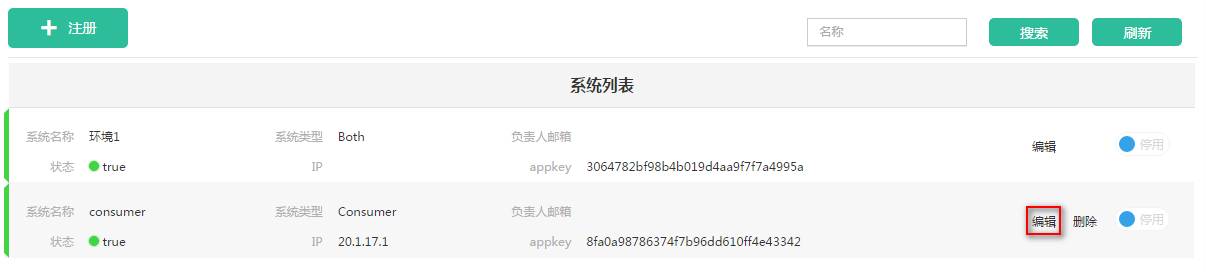 + 注册
名称 搜索 刷新
系统列表
系统名称 环境1 系统类型 Both 负责人邮箱 编辑 停用
状态 true IP appkey 3064782bf98b4b019d4aa9f7f7a4995a
系统名称 consumer 系统类型 Consumer 负责人邮箱 编辑 删除 停用
状态 true IP 20.1.17.1 appkey 8fa0a98786374f7b96dd610ff4e43342